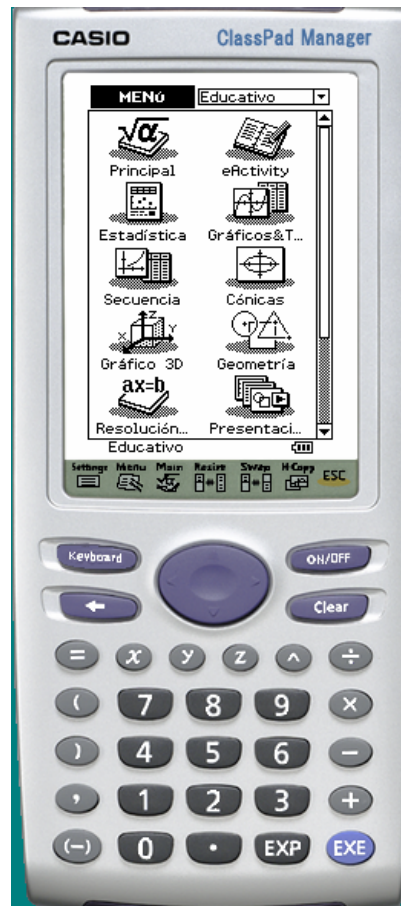 CASIO ClassPad Manager
MENÚ Educativo
√α
Principal eActivity
Estadística Gráficos&T...
Secuencia Cónicas
X Z Y
Gráfico 3D Geometría
ax=b
Resolución... Presentaci...
Educativo
Settings Menu Main Resize Swap H-Copy ESC
Keyboard ON/OFF
Clear
= x y z ^ ÷
( 7 8 9 ×
) 4 5 6 −
, 1 2 3 +
(−) 0 . EXP EXE